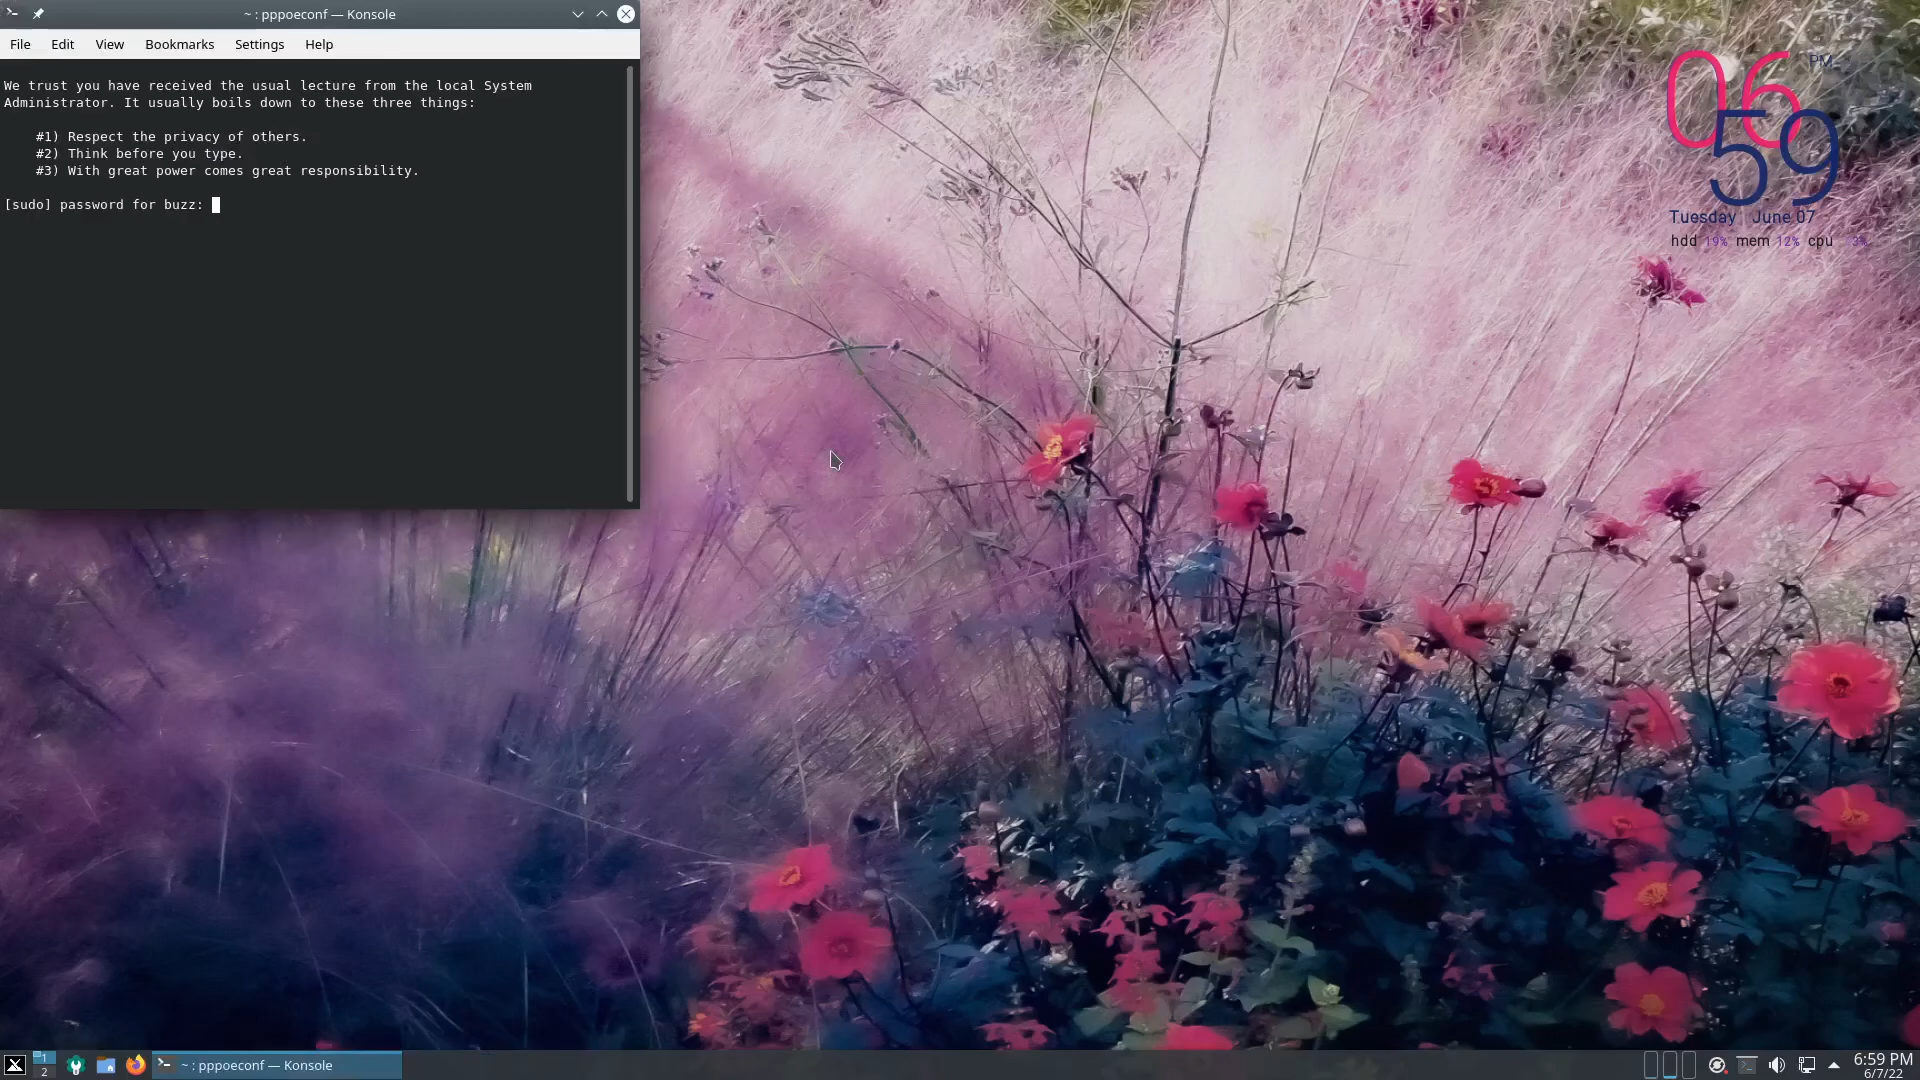 ~ : pppoeconf — Konsole
File Edit View Bookmarks Settings Help
We trust you have received the usual lecture from the local System
Administrator. It usually boils down to these three things:
#1) Respect the privacy of others.
#2) Think before you type.
#3) With great power comes great responsibility.
[sudo] password for buzz:
06 PM
59
Tuesday June 07
hdd 19% mem 12% cpu 3%
1
2
~ : pppoeconf — Konsole
6:59 PM
6/7/22